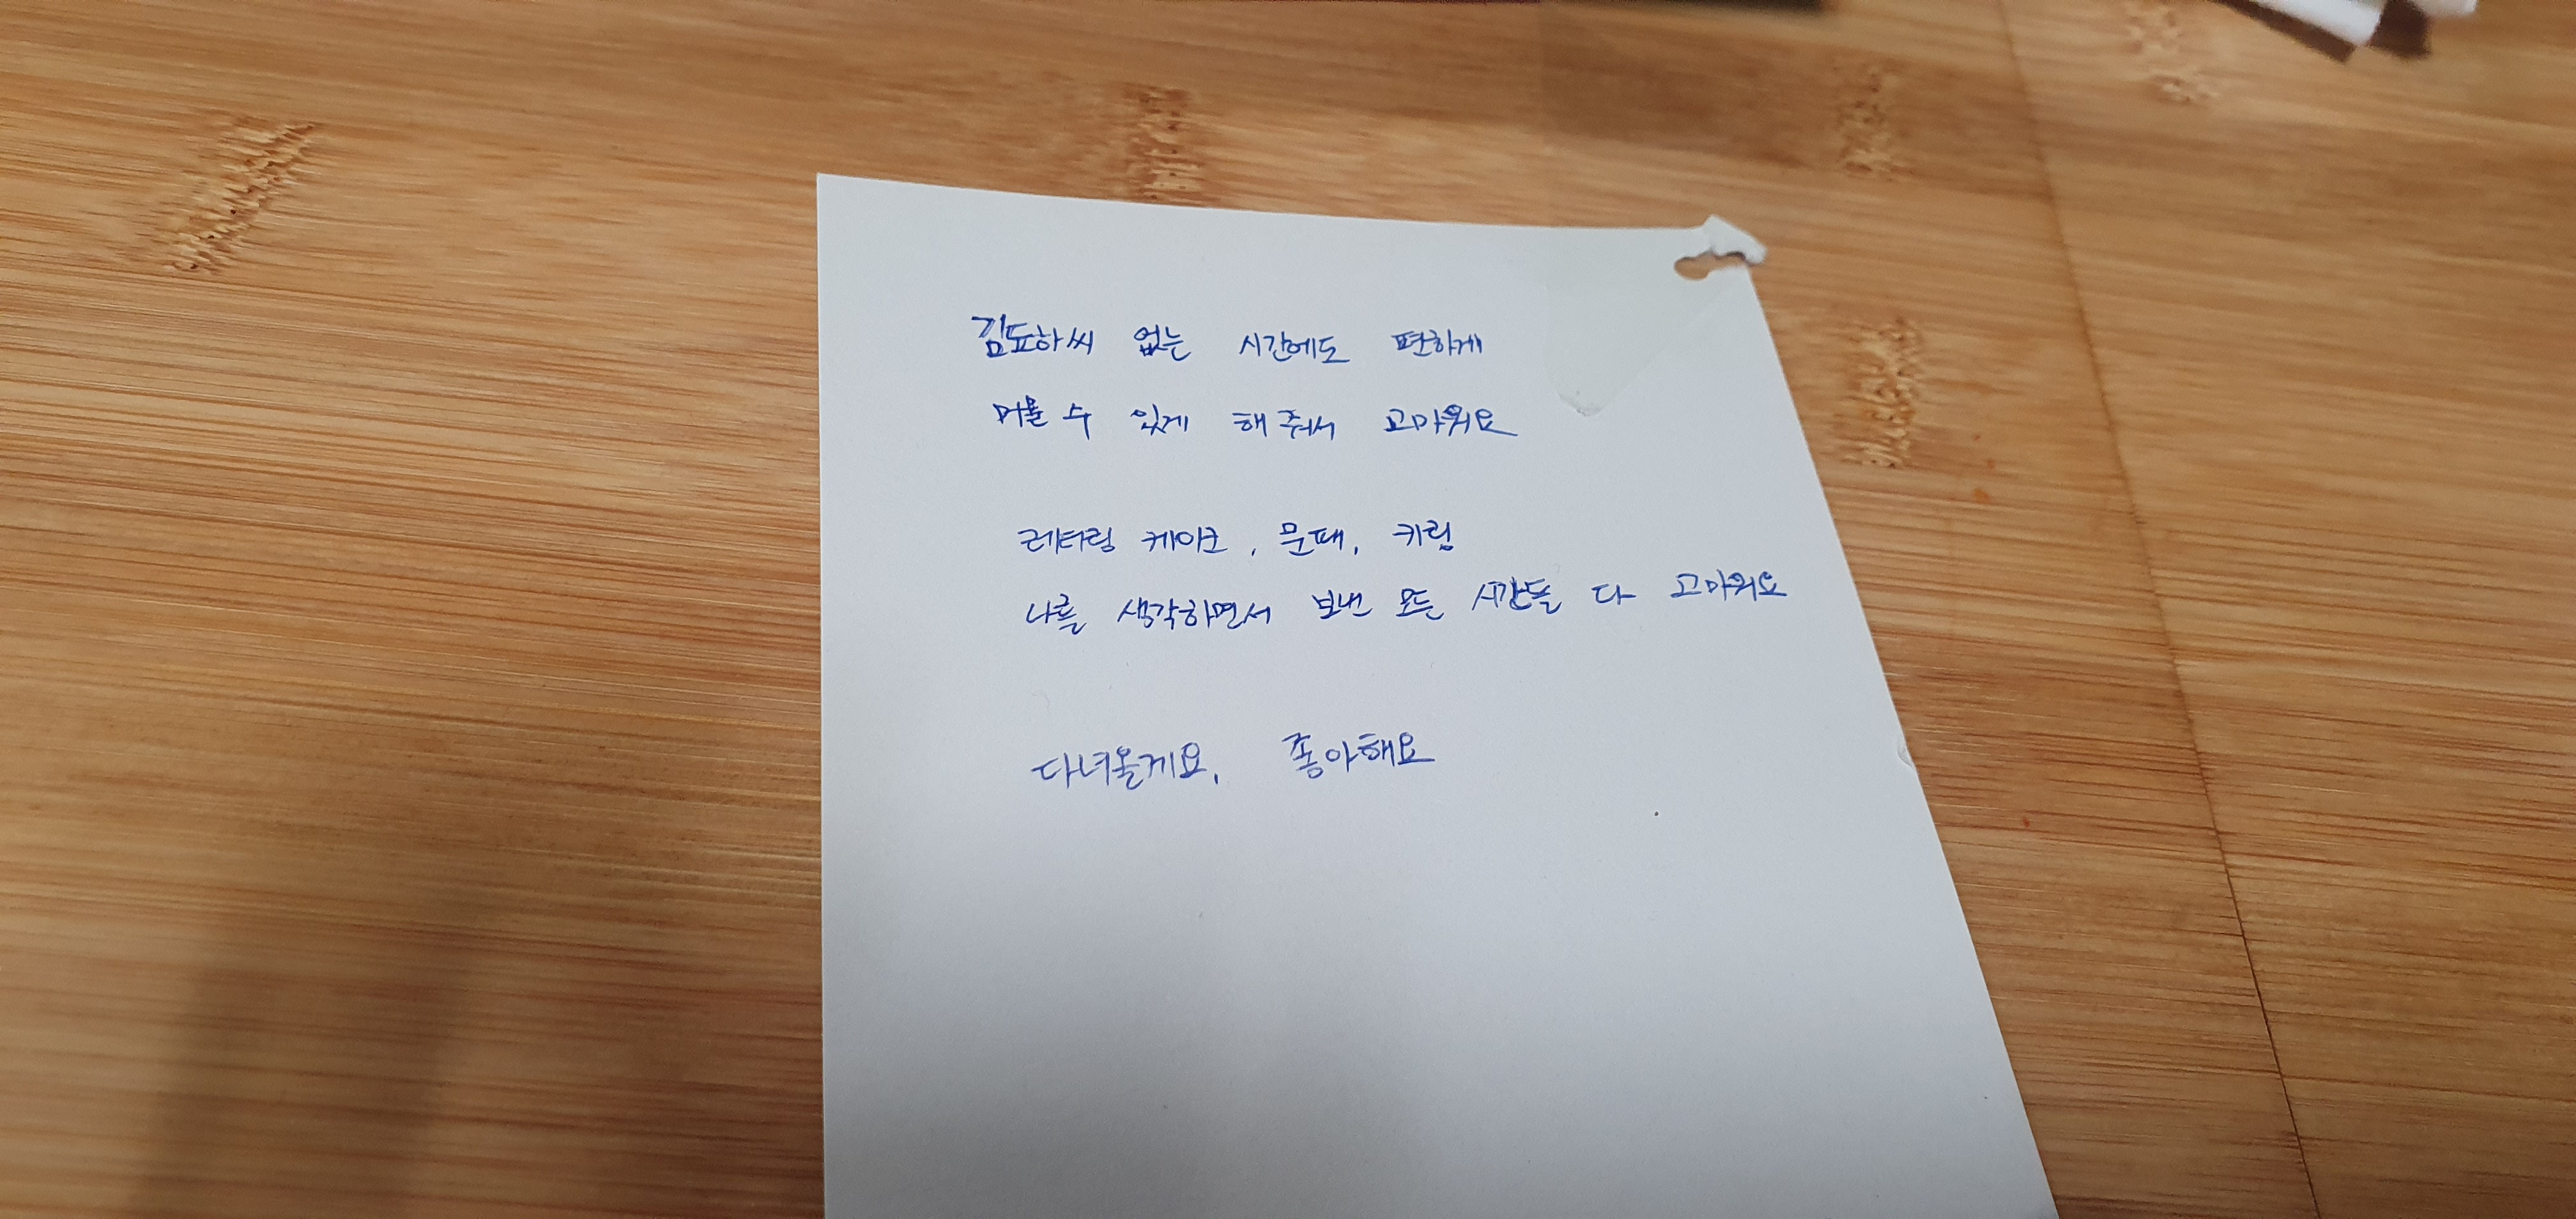 김됴하씨 없는 시간에도 편하게
머물 수 있게 해줘서 고마워요
레터링 케이크, 문패, 키링
나를 생각하면서 보낸 모든 시간들 다 고마워요
다녀올게요, 좋아해요